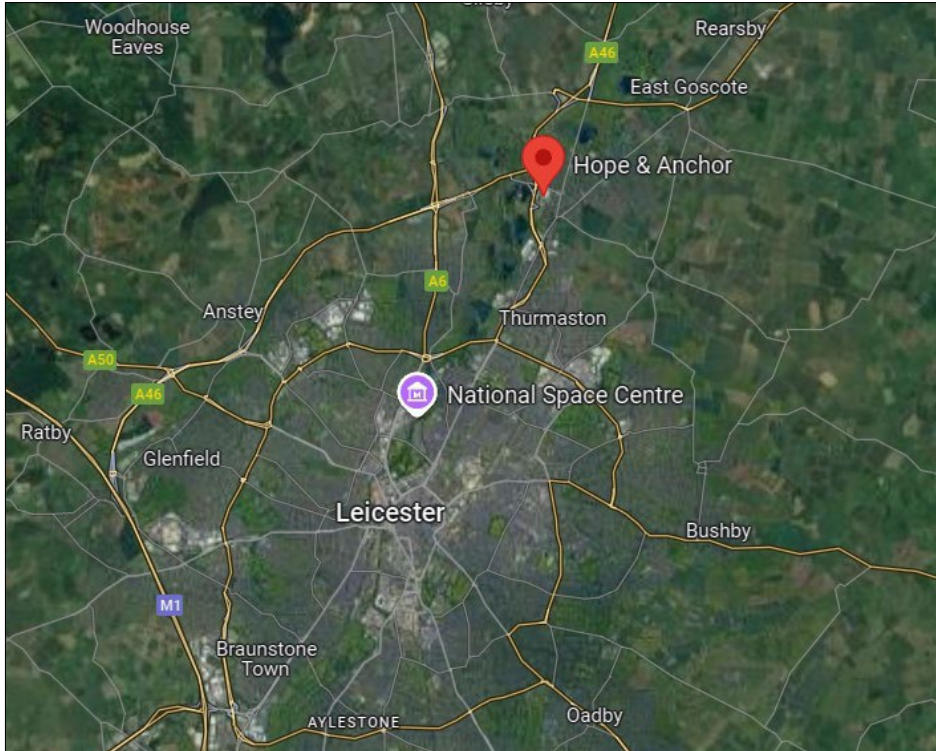 Woodhouse
Eaves
Rearsby
A46
East Goscote
Hope & Anchor
A6
Anstey
Thurmaston
A50
A46
National Space Centre
Ratby
Glenfield
Leicester
Bushby
M1
Braunstone
Town
AYLESTONE
Oadby